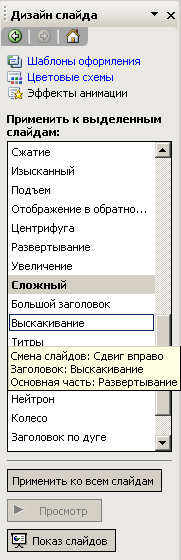 Дизайн слайда
Шаблоны оформления
Цветовые схемы
Эффекты анимации
Применить к выделенным
слайдам:
Сжатие
Изысканный
Подъем
Отображение в обратно...
Центрифуга
Развертывание
Увеличение
Сложный
Большой заголовок
Выскакивание
Титры
Смена слайдов: Сдвиг вправо
Заголовок: Выскакивание
Основная часть: Развертывание
Нейтрон
Колесо
Заголовок по дуге
Применить ко всем слайдам
Просмотр
Показ слайдов